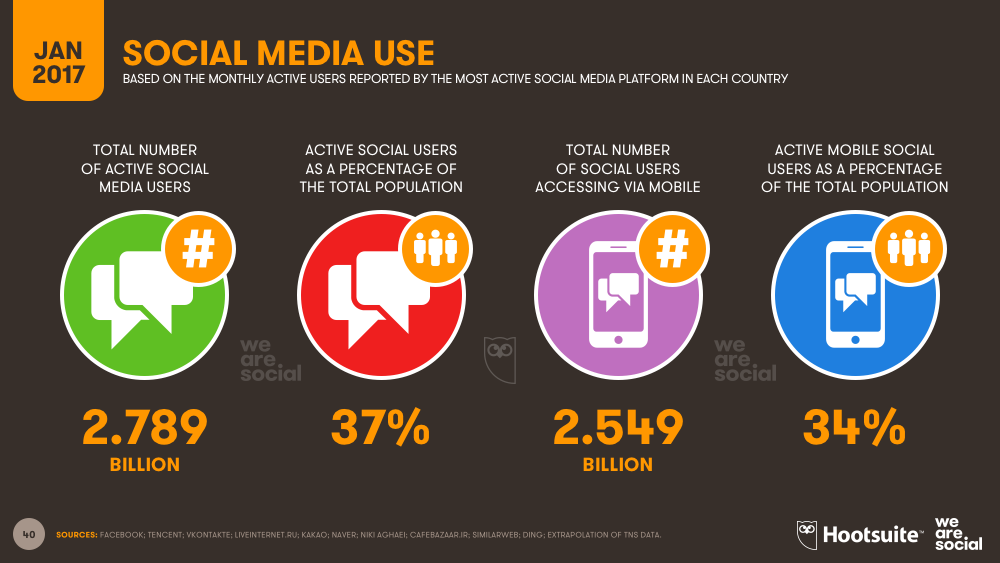 JAN
2017
SOCIAL MEDIA USE
BASED ON THE MONTHLY ACTIVE USERS REPORTED BY THE MOST ACTIVE SOCIAL MEDIA PLATFORM IN EACH COUNTRY
TOTAL NUMBER
OF ACTIVE SOCIAL
MEDIA USERS
ACTIVE SOCIAL USERS
AS A PERCENTAGE OF
THE TOTAL POPULATION
TOTAL NUMBER
OF SOCIAL USERS
ACCESSING VIA MOBILE
ACTIVE MOBILE SOCIAL
USERS AS A PERCENTAGE
OF THE TOTAL POPULATION
#
#
we
are
social
we
are
social
2.789
BILLION
37%
2.549
BILLION
34%
40
SOURCES: FACEBOOK; TENCENT; VKONTAKTE; LIVEINTERNET.RU; KAKAO; NAVER; NIKI AGHAEI; CAFEBAZAAR.IR; SIMILARWEB; DING; EXTRAPOLATION OF TNS DATA.
Hootsuite™
we
are
social